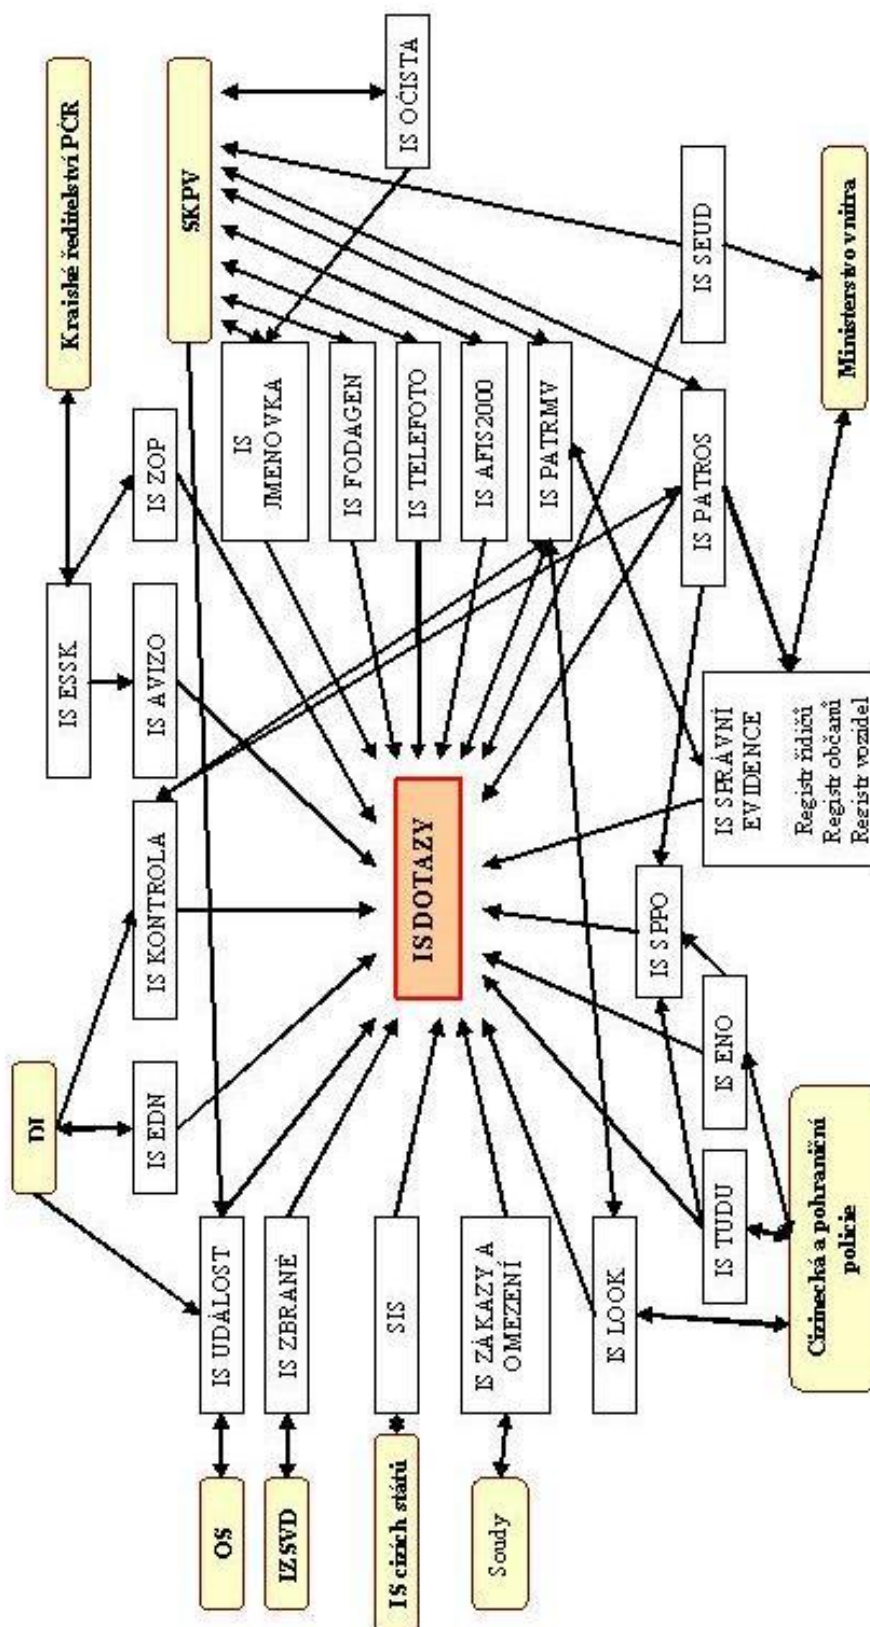 DI
Krajské ředitelství PČR
IS ESSK
SKPV
IS EDN
IS KONTROLA
IS AVIZO
IS ZOP
IS OČISTA
OS
IS UDÁLOST
IZSVD
IS ZBRANĚ
IS
JMENOVKA
IS FODAGEN
IS cizích států
SIS
IS DOTAZY
IS TELEFOTO
Soudy
IS ZÁKAZY A
OMEZENÍ
IS AFIS2000
IS PATRMV
IS LOOK
IS SPPO
IS TUDU
IS ENO
IS SPRÁVNÍ
EVIDENCE
Registr řidičů
Registr občanů
Registr vozidel
IS PATROS
IS SEUD
Cizinecká a pohraniční
policie
Ministerstvo vnitra